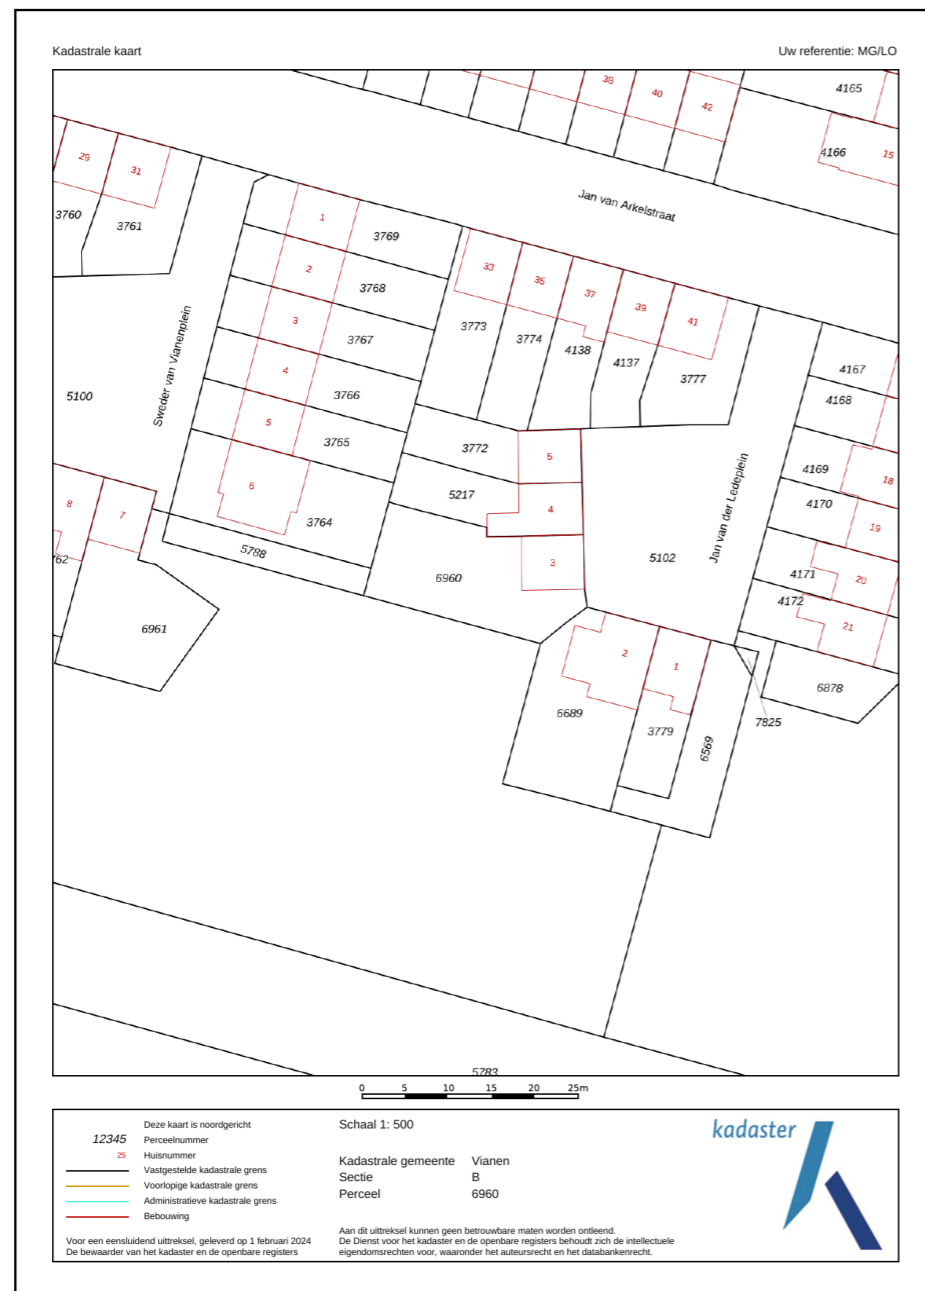 Kadastrale kaart
Uw referentie: MG/LO
38
40
42
4165
4166
15
29
31
3760
3761
Jan van Arkelstraat
1
3769
2
3768
3
3767
4
3766
5
3765
6
3764
5788
Sweder van Vianenplein
5100
33
35
37
39
41
3773
3774
4138
4137
3777
3772
5
5217
4
3
6960
5102
Jan van der Ledeplein
4167
4168
4169
18
4170
19
4171
20
4172
21
6878
7825
8
7
62
6961
2
1
6689
3779
6569
5783
0 5 10 15 20 25m
Deze kaart is noordgericht
12345 Perceelnummer
25 Huisnummer
Vastgestelde kadastrale grens
Voorlopige kadastrale grens
Administratieve kadastrale grens
Bebouwing
Voor een eensluidend uittreksel, geleverd op 1 februari 2024
De bewaarder van het kadaster en de openbare registers
Schaal 1: 500
Kadastrale gemeente Vianen
Sectie B
Perceel 6960
Aan dit uittreksel kunnen geen betrouwbare maten worden ontleend.
De Dienst voor het kadaster en de openbare registers behoudt zich de intellectuele
eigendomsrechten voor, waaronder het auteursrecht en het databankenrecht.
kadaster